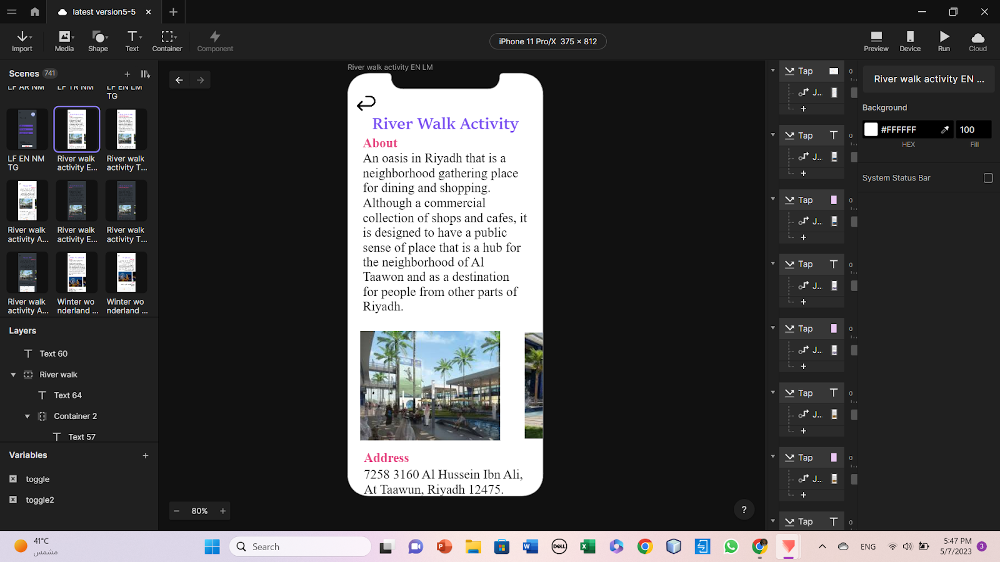 latest version5-5
Import
Media
Shape
Text
Container
Component
iPhone 11 Pro/X 375 × 812
Preview
Device
Run
Cloud
Scenes 741
LF AR NM
LF TR NM
LF EN LM
TG
LF EN NM
TG
River walk
activity E...
River walk
activity T...
River walk
activity A...
River walk
activity E...
River walk
activity T...
River walk
activity A...
Winter wo
nderland ...
Winter wo
nderland ...
Layers
Text 60
River walk
Text 64
Container 2
Text 57
Variables
toggle
toggle2
River walk activity EN LM
River Walk Activity
About
An oasis in Riyadh that is a
neighborhood gathering place
for dining and shopping.
Although a commercial
collection of shops and cafes, it
is designed to have a public
sense of place that is a hub for
the neighborhood of Al
Taawon and as a destination
for people from other parts of
Riyadh.
Address
7258 3160 Al Hussein Ibn Ali,
At Taawun, Riyadh 12475.
80%
?
Tap
0
J..
Tap
0
J..
Tap
0
J..
Tap
0
J..
Tap
0
J..
Tap
0
J..
Tap
0
J..
Tap
0
River walk activity EN ...
Background
#FFFFFF
100
HEX
Fill
System Status Bar
41°C
مشمس
Search
DELL
ENG
5:47 PM
5/7/2023
3